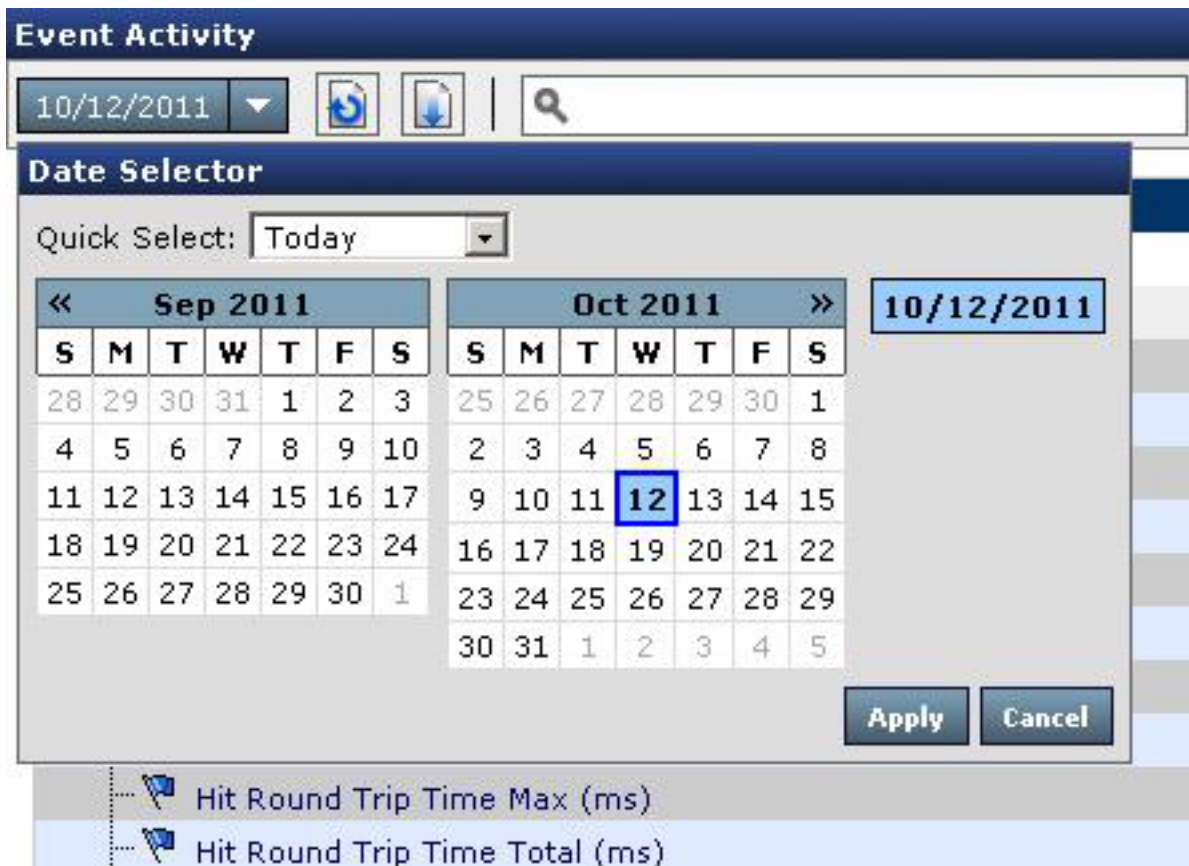 Event Activity
10/12/2011
Date Selector
Quick Select: Today
« Sep 2011
S M T W T F S
28 29 30 31 1 2 3
4 5 6 7 8 9 10
11 12 13 14 15 16 17
18 19 20 21 22 23 24
25 26 27 28 29 30 1
Oct 2011 »
S M T W T F S
25 26 27 28 29 30 1
2 3 4 5 6 7 8
9 10 11 12 13 14 15
16 17 18 19 20 21 22
23 24 25 26 27 28 29
30 31 1 2 3 4 5
10/12/2011
Apply Cancel
Hit Round Trip Time Max (ms)
Hit Round Trip Time Total (ms)